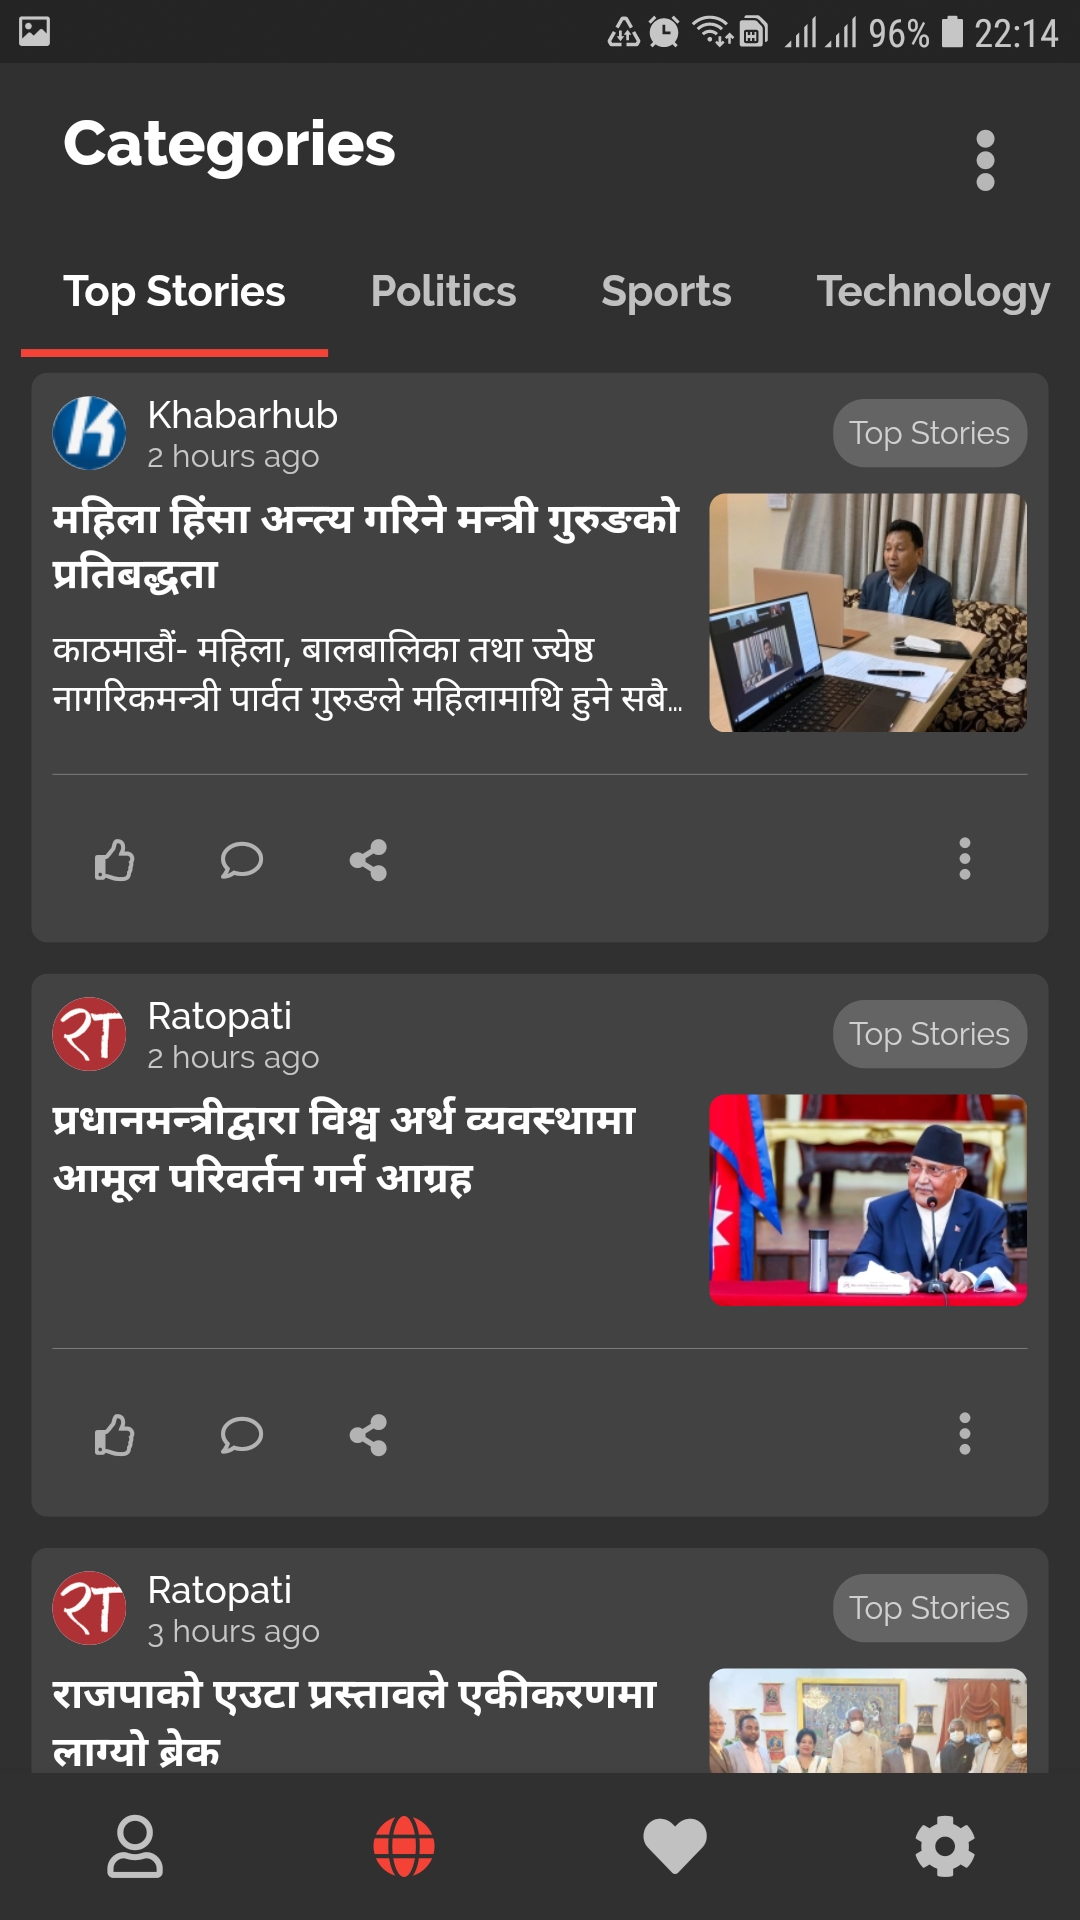 96% 22:14
Categories
Top Stories Politics Sports Technology
Khabarhub
2 hours ago
Top Stories
महिला हिंसा अन्त्य गरिने मन्त्री गुरुङको
प्रतिबद्धता
काठमाडौं- महिला, बालबालिका तथा ज्येष्ठ
नागरिकमन्त्री पार्वत गुरुङले महिलामाथि हुने सबै...
Ratopati
2 hours ago
Top Stories
प्रधानमन्त्रीद्वारा विश्व अर्थ व्यवस्थामा
आमूल परिवर्तन गर्न आग्रह
Ratopati
3 hours ago
Top Stories
राजपाको एउटा प्रस्तावले एकीकरणमा
लाग्यो ब्रेक